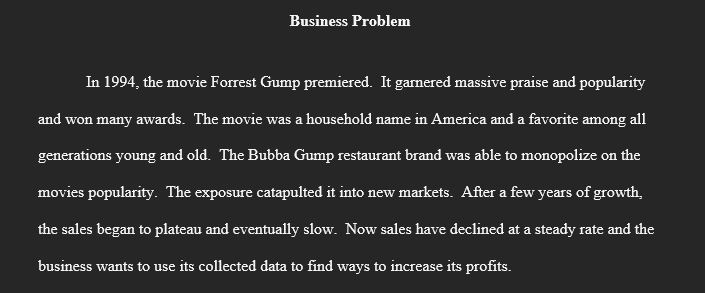 Business Problem
In 1994, the movie Forrest Gump premiered.  It garnered massive praise and popularity
and won many awards.  The movie was a household name in America and a favorite among all
generations young and old.  The Bubba Gump restaurant brand was able to monopolize on the
movies popularity.  The exposure catapulted it into new markets.  After a few years of growth,
the sales began to plateau and eventually slow.  Now sales have declined at a steady rate and the
business wants to use its collected data to find ways to increase its profits.